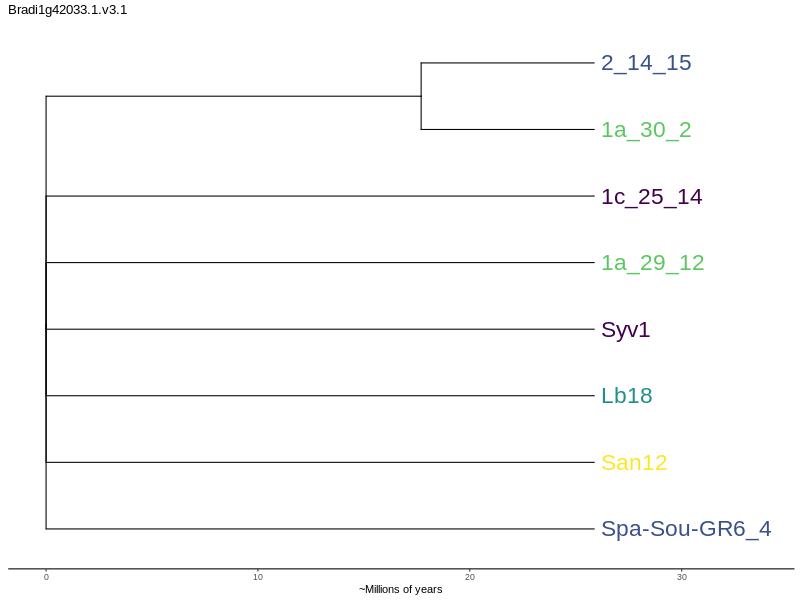 Bradi1g42033.1.v3.1
2_14_15
1a_30_2
1c_25_14
1a_29_12
Syv1
Lb18
San12
Spa-Sou-GR6_4
0 10 20 30
~Millions of years